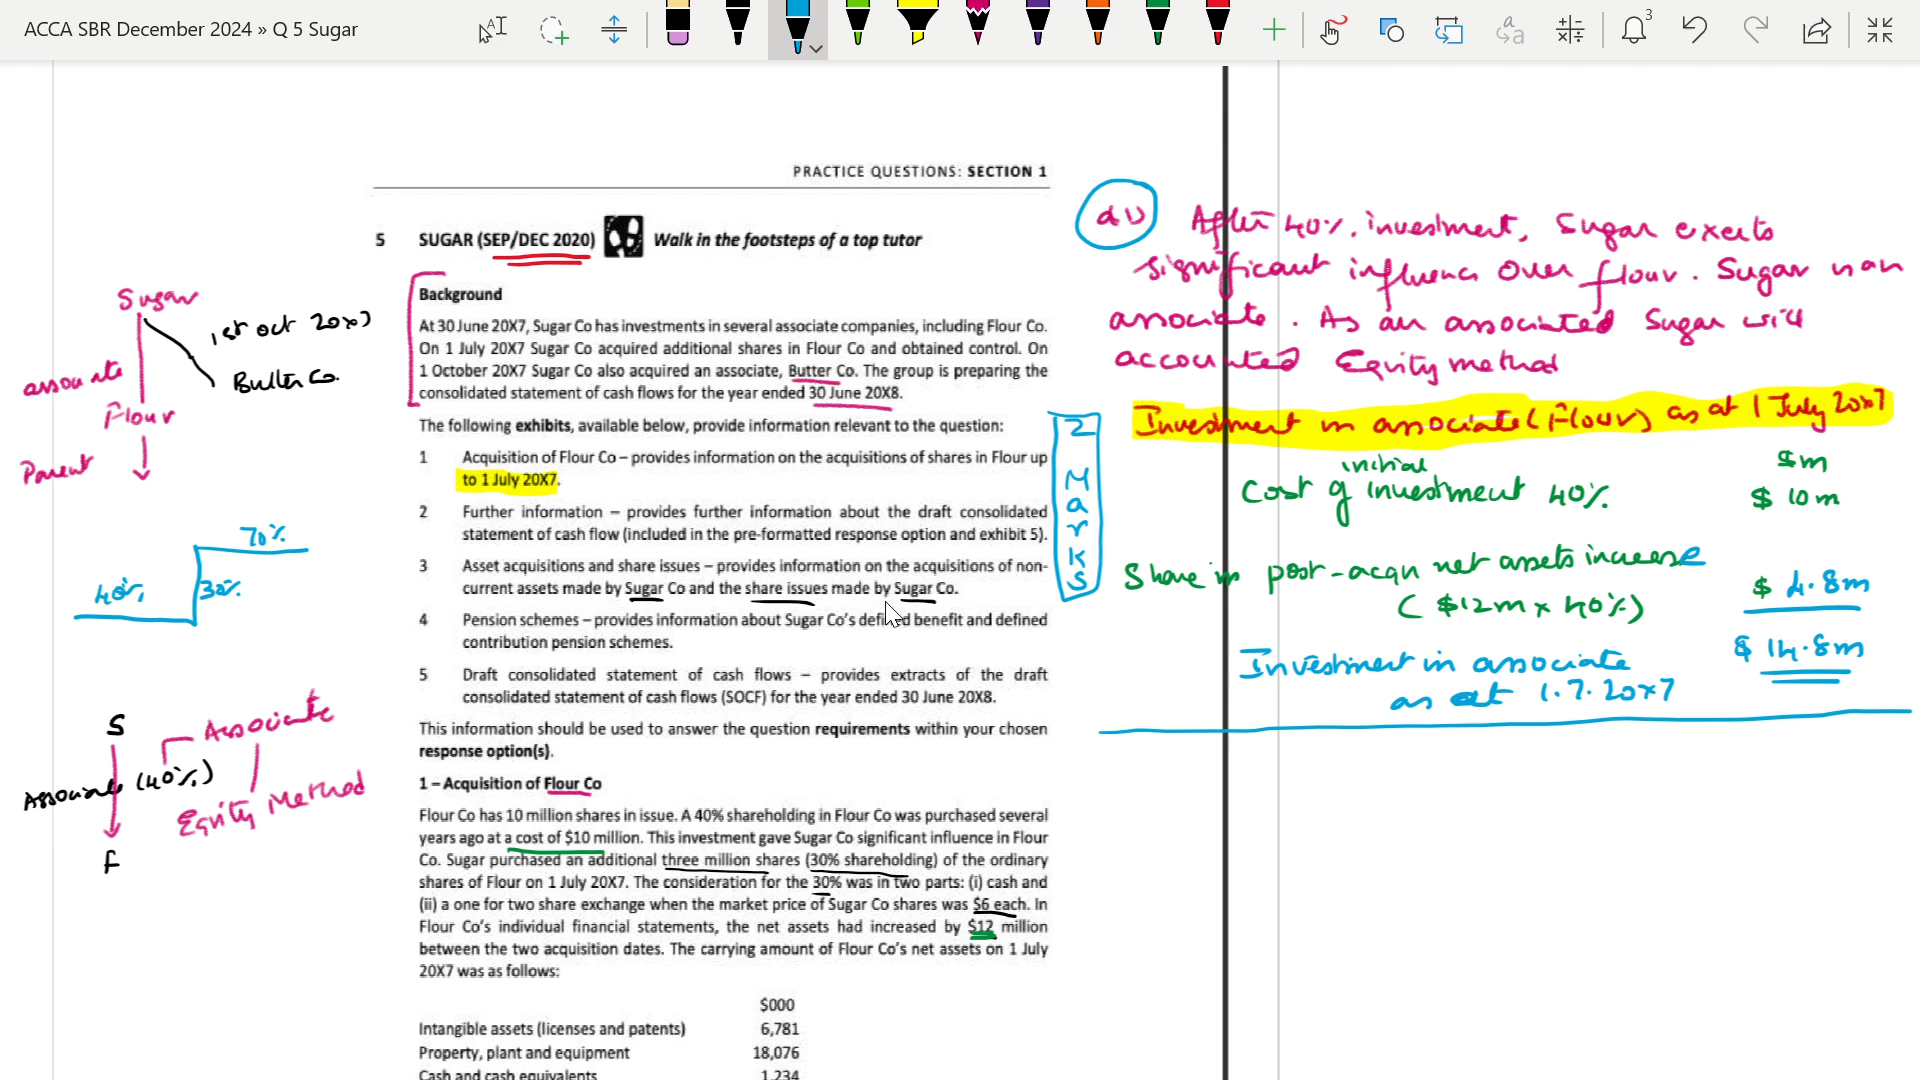 ACCA SBR December 2024 » Q 5 Sugar
3
PRACTICE QUESTIONS: SECTION 1
5 SUGAR (SEP/DEC 2020) Walk in the footsteps of a top tutor
Background
At 30 June 20X7, Sugar Co has investments in several associate companies, including Flour Co.
On 1 July 20X7 Sugar Co acquired additional shares in Flour Co and obtained control. On
1 October 20X7 Sugar Co also acquired an associate, Butter Co. The group is preparing the
consolidated statement of cash flows for the year ended 30 June 20X8.
The following exhibits, available below, provide information relevant to the question:
1 Acquisition of Flour Co – provides information on the acquisitions of shares in Flour up
to 1 July 20X7.
2 Further information – provides further information about the draft consolidated
statement of cash flow (included in the pre-formatted response option and exhibit 5).
3 Asset acquisitions and share issues – provides information on the acquisitions of non-
current assets made by Sugar Co and the share issues made by Sugar Co.
4 Pension schemes – provides information about Sugar Co's defined benefit and defined
contribution pension schemes.
5 Draft consolidated statement of cash flows – provides extracts of the draft
consolidated statement of cash flows (SOCF) for the year ended 30 June 20X8.
This information should be used to answer the question requirements within your chosen
response option(s).
1 – Acquisition of Flour Co
Flour Co has 10 million shares in issue. A 40% shareholding in Flour Co was purchased several
years ago at a cost of $10 million. This investment gave Sugar Co significant influence in Flour
Co. Sugar purchased an additional three million shares (30% shareholding) of the ordinary
shares of Flour on 1 July 20X7. The consideration for the 30% was in two parts: (i) cash and
(ii) a one for two share exchange when the market price of Sugar Co shares was $6 each. In
Flour Co's individual financial statements, the net assets had increased by $12 million
between the two acquisition dates. The carrying amount of Flour Co's net assets on 1 July
20X7 was as follows:
$000
Intangible assets (licenses and patents) 6,781
Property, plant and equipment 18,076
Cash and cash equivalents 1,234
Sugar
1st oct 20x7
Butter Co.
associate
Flour
Parent
70%
40%
30%
S
Associate
Associate (40%)
Equity Method
F
2 Marks
After 40% investment, Sugar exerts
significant influence over flour. Sugar is an
associate. As an associated Sugar will
accounted Equity method
Investment in associate (Flour) as at 1 July 20x7
$m
initial
Cost of investment 40% $ 10 m
Share in post-acqn net assets increase
($12m x 40%) $ 4.8m
Investment in associate $ 14.8m
as at 1.7.20x7